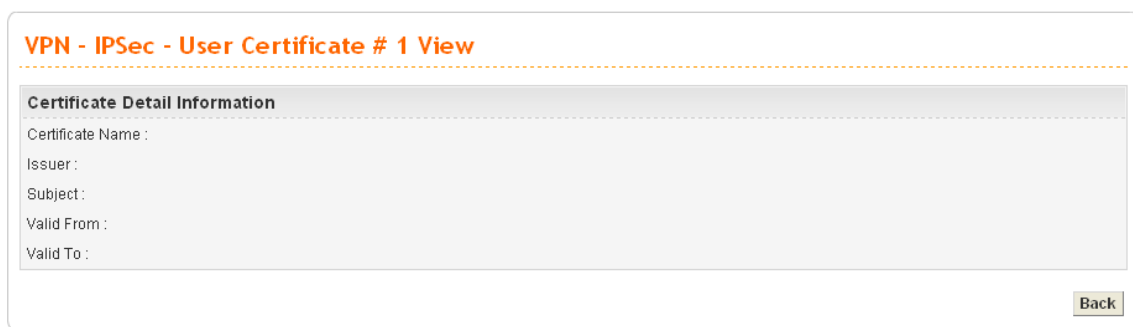 VPN - IPSec - User Certificate # 1 View
Certificate Detail Information
Certificate Name :
Issuer :
Subject :
Valid From :
Valid To :
Back